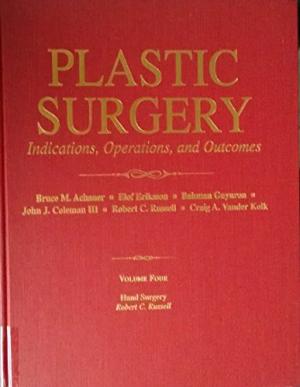 PLASTIC
SURGERY
Indications, Operations, and Outcomes
Bruce M. Achauer ■ Elof Erikson ■ Bahman Guyuron ■
John J. Coleman III ■ Robert C. Russell ■ Craig A. Vander Kolk
VOLUME FOUR
Hand Surgery
Robert C. Russell